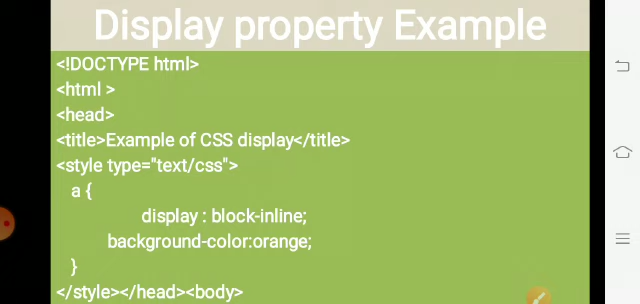 Display property Example
<!DOCTYPE html>
<html >
<head>
<title>Example of CSS display</title>
<style type="text/css">
a {
display : block-inline;
background-color:orange;
}
</style></head><body>